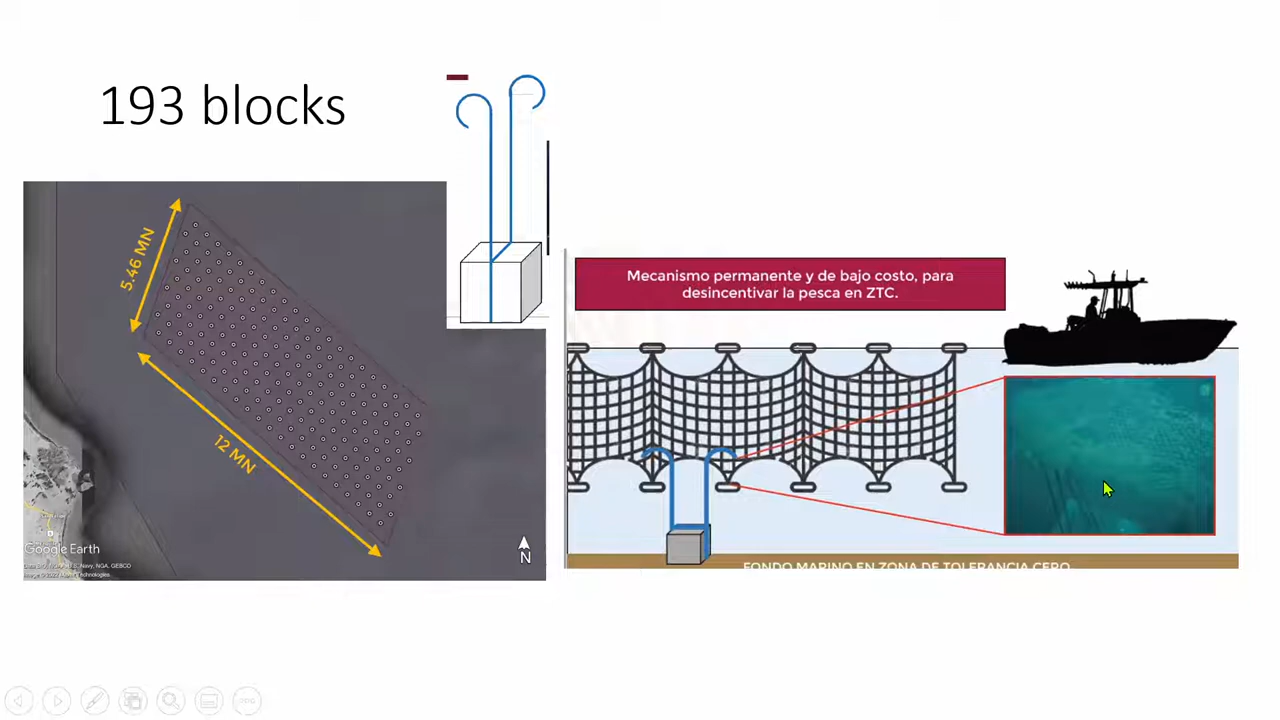 193 blocks
5.46 MN
12 MN
Google Earth
N
Mecanismo permanente y de bajo costo, para
desincentivar la pesca en ZTC.
FONDO MARINO EN ZONA DE TOLERANCIA CERO